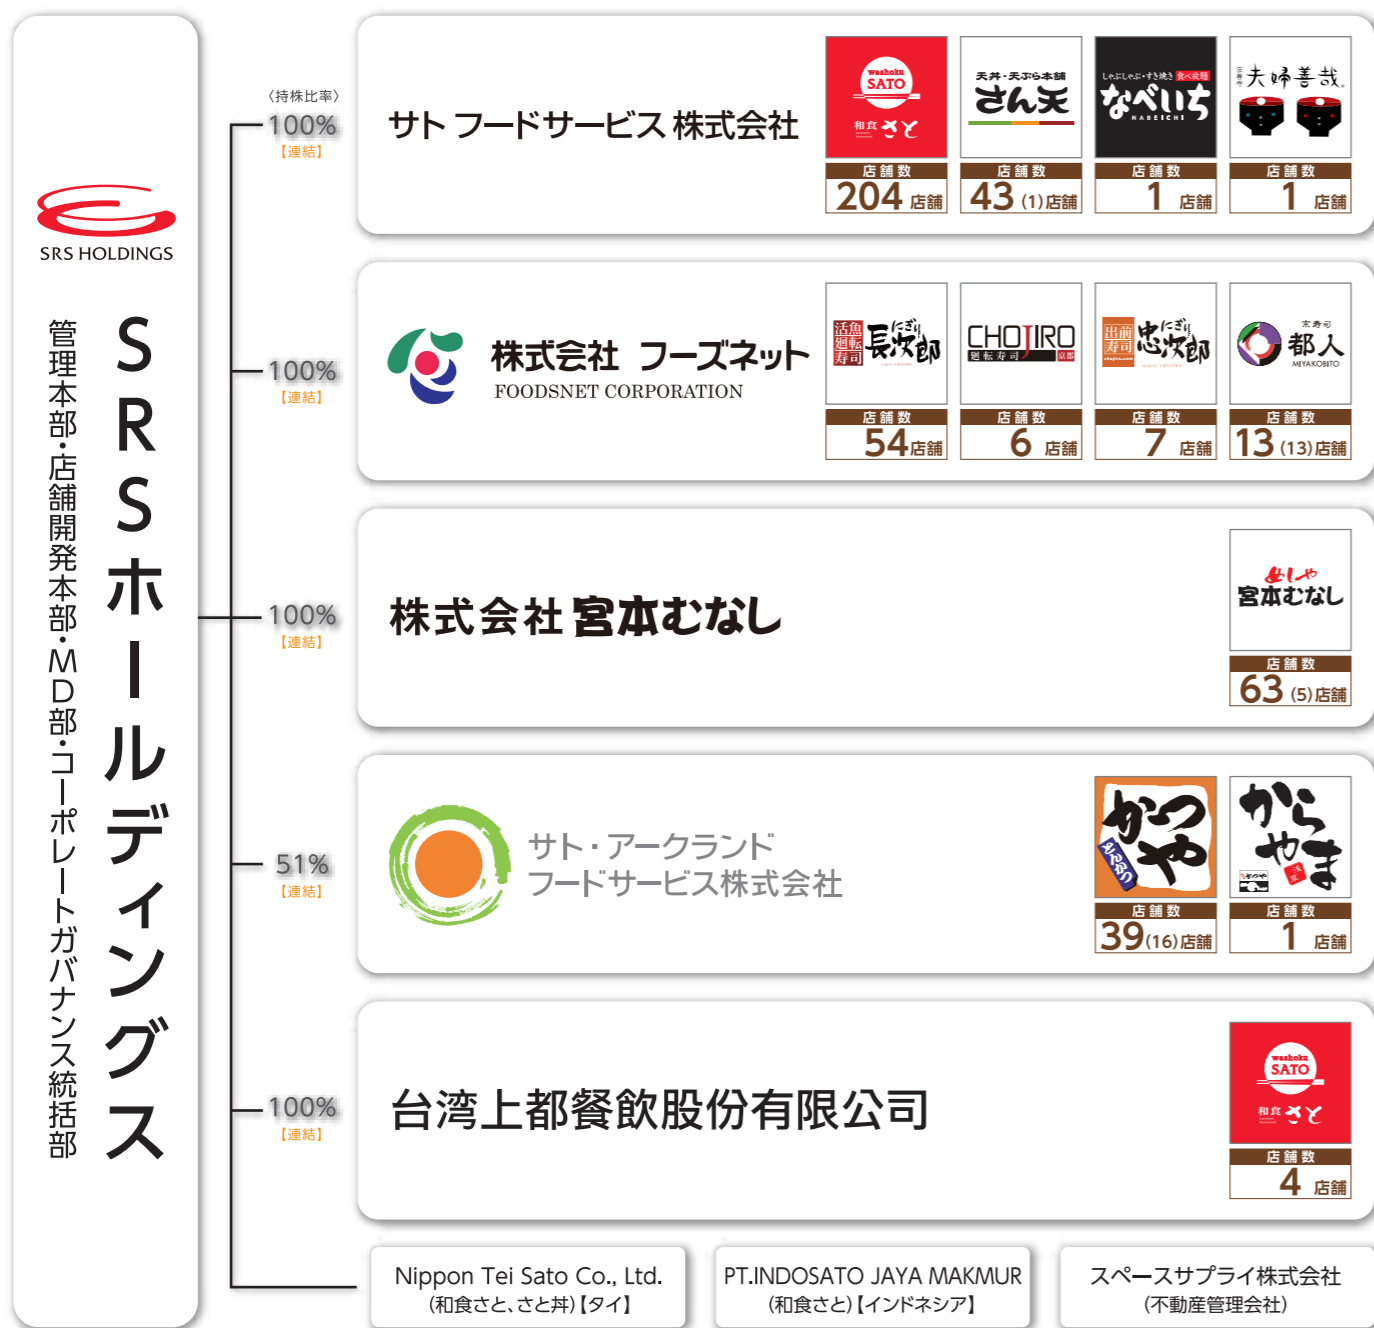 SRS HOLDINGS
SRSホールディングス
管理本部・店舗開発本部・MD部・コーポレートガバナンス統括部
〈持株比率〉
100%
【連結】
サト フードサービス 株式会社
washoku
SATO
和食 さと
店舗数
204 店舗
天丼・天ぷら本舗
さん天
店舗数
43 (1)店舗
しゃぶしゃぶ・すき焼き 食べ放題
なべいち
NABEICHI
店舗数
1 店舗
法善寺
夫婦善哉。
店舗数
1 店舗
100%
【連結】
株式会社 フーズネット
FOODSNET CORPORATION
活魚
廻転
寿司
にぎり
長次郎
店舗数
54店舗
CHOJIRO
廻転寿司 京都
店舗数
6 店舗
出前
寿司
にぎり
忠次郎
店舗数
7 店舗
京寿司
都人
MIYAKOBITO
店舗数
13 (13)店舗
100%
【連結】
株式会社 宮本むなし
めしや
宮本むなし
店舗数
63 (5)店舗
51%
【連結】
サト・アークランド
フードサービス株式会社
かつや
とんかつ
店舗数
39(16)店舗
からやま
浅草
店舗数
1 店舗
100%
【連結】
台湾上都餐飲股份有限公司
washoku
SATO
和食 さと
店舗数
4 店舗
Nippon Tei Sato Co., Ltd.
(和食さと、さと丼)【タイ】
PT.INDOSATO JAYA MAKMUR
(和食さと)【インドネシア】
スペースサプライ株式会社
(不動産管理会社)